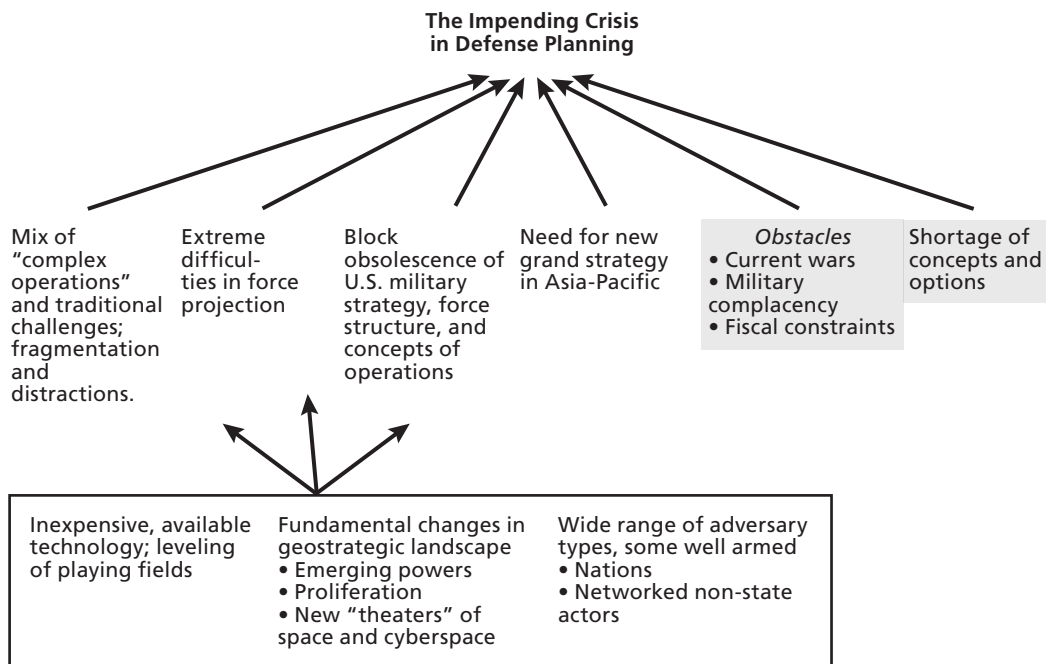 The Impending Crisis
in Defense Planning
Mix of
“complex
operations”
and traditional
challenges;
fragmentation
and
distractions.
Extreme
difficul-
ties in force
projection
Block
obsolescence of
U.S. military
strategy, force
structure, and
concepts of
operations
Need for new
grand strategy
in Asia-Pacific
Obstacles
• Current wars
• Military
complacency
• Fiscal constraints
Shortage of
concepts and
options
Inexpensive, available
technology; leveling
of playing fields
Fundamental changes in
geostrategic landscape
• Emerging powers
• Proliferation
• New “theaters” of
space and cyberspace
Wide range of adversary
types, some well armed
• Nations
• Networked non-state
actors